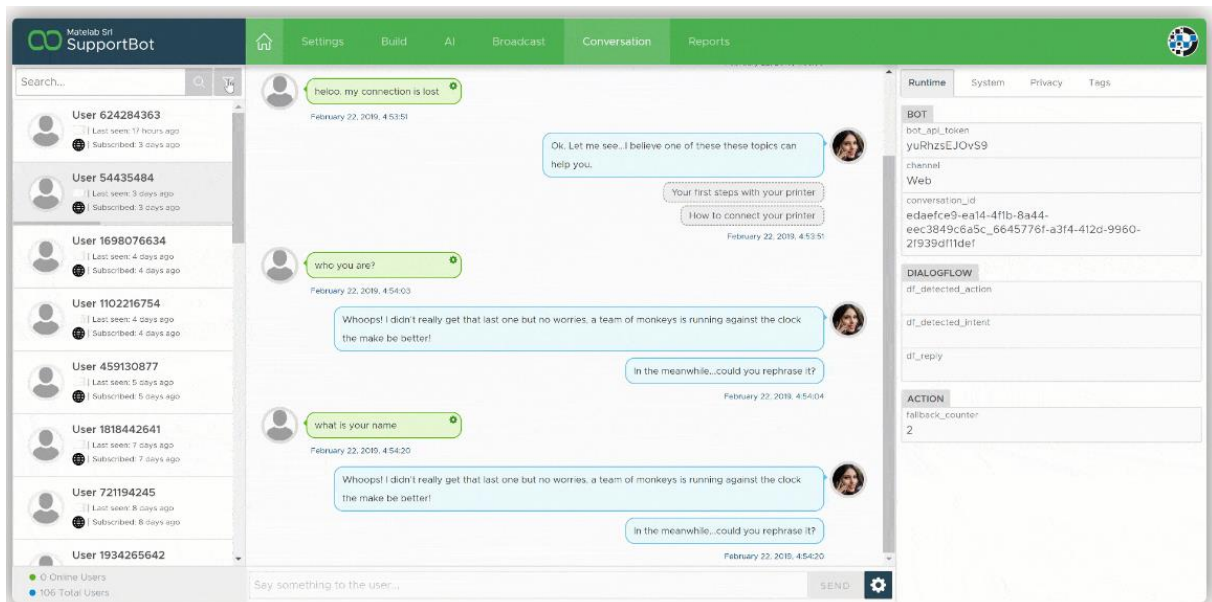 Matelab Srl
SupportBot
Settings
Build
AI
Broadcast
Conversation
Reports
Search...
User 624284363
| Last seen: 17 hours ago
| Subscribed: 3 days ago
User 54435484
| Last seen: 3 days ago
| Subscribed: 3 days ago
User 1698076634
| Last seen: 4 days ago
| Subscribed: 4 days ago
User 1102216754
| Last seen: 4 days ago
| Subscribed: 4 days ago
User 459130877
| Last seen: 5 days ago
| Subscribed: 5 days ago
User 1818442641
| Last seen: 7 days ago
| Subscribed: 7 days ago
User 721194245
| Last seen: 8 days ago
| Subscribed: 8 days ago
User 1934265642
0 Online Users
106 Total Users
heloo, my connection is lost
February 22, 2019, 4:53:51
Ok. Let me see...I believe one of these these topics can
help you.
Your first steps with your printer
How to connect your printer
February 22, 2019, 4:53:51
who you are?
February 22, 2019, 4:54:03
Whoops! I didn't really get that last one but no worries, a team of monkeys is running against the clock
the make be better!
In the meanwhile,..could you rephrase it?
February 22, 2019, 4:54:04
what is your name
February 22, 2019, 4:54:20
Whoops! I didn't really get that last one but no worries, a team of monkeys is running against the clock
the make be better!
In the meanwhile,..could you rephrase it?
February 22, 2019, 4:54:20
Say something to the user...
SEND
Runtime
System
Privacy
Tags
BOT
bot_api_token
yuRhzsEJOvS9
channel
Web
conversation_id
edaefce9-ea14-4f1b-8a44-
eec3849c6a5c_6645776f-a3f4-412d-9960-
2f939df11def
DIALOGFLOW
df_detected_action
df_detected_intent
df_reply
ACTION
fallback_counter
2